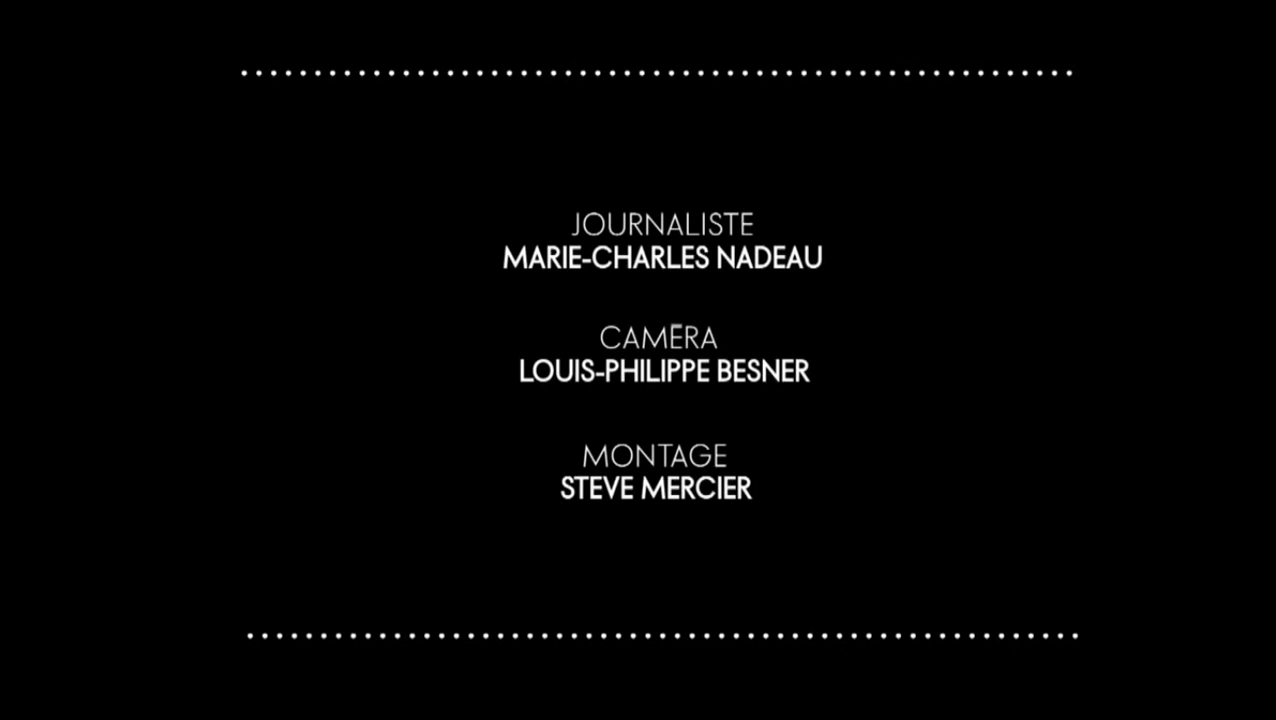 JOURNALISTE
MARIE-CHARLES NADEAU
CAMÉRA
LOUIS-PHILIPPE BESNER
MONTAGE
STEVE MERCIER